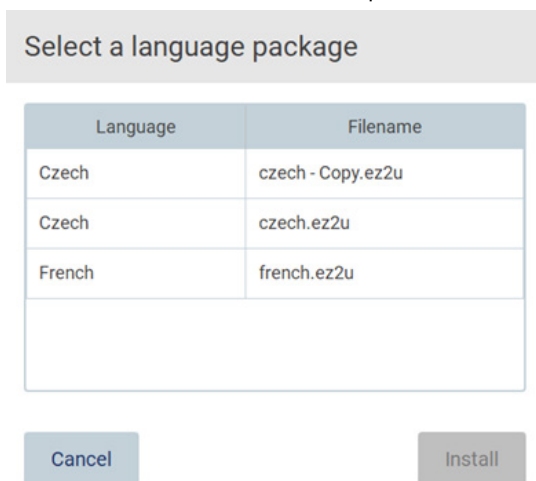 Select a language package
Language Filename
Czech czech - Copy.ez2u
Czech czech.ez2u
French french.ez2u
Cancel Install